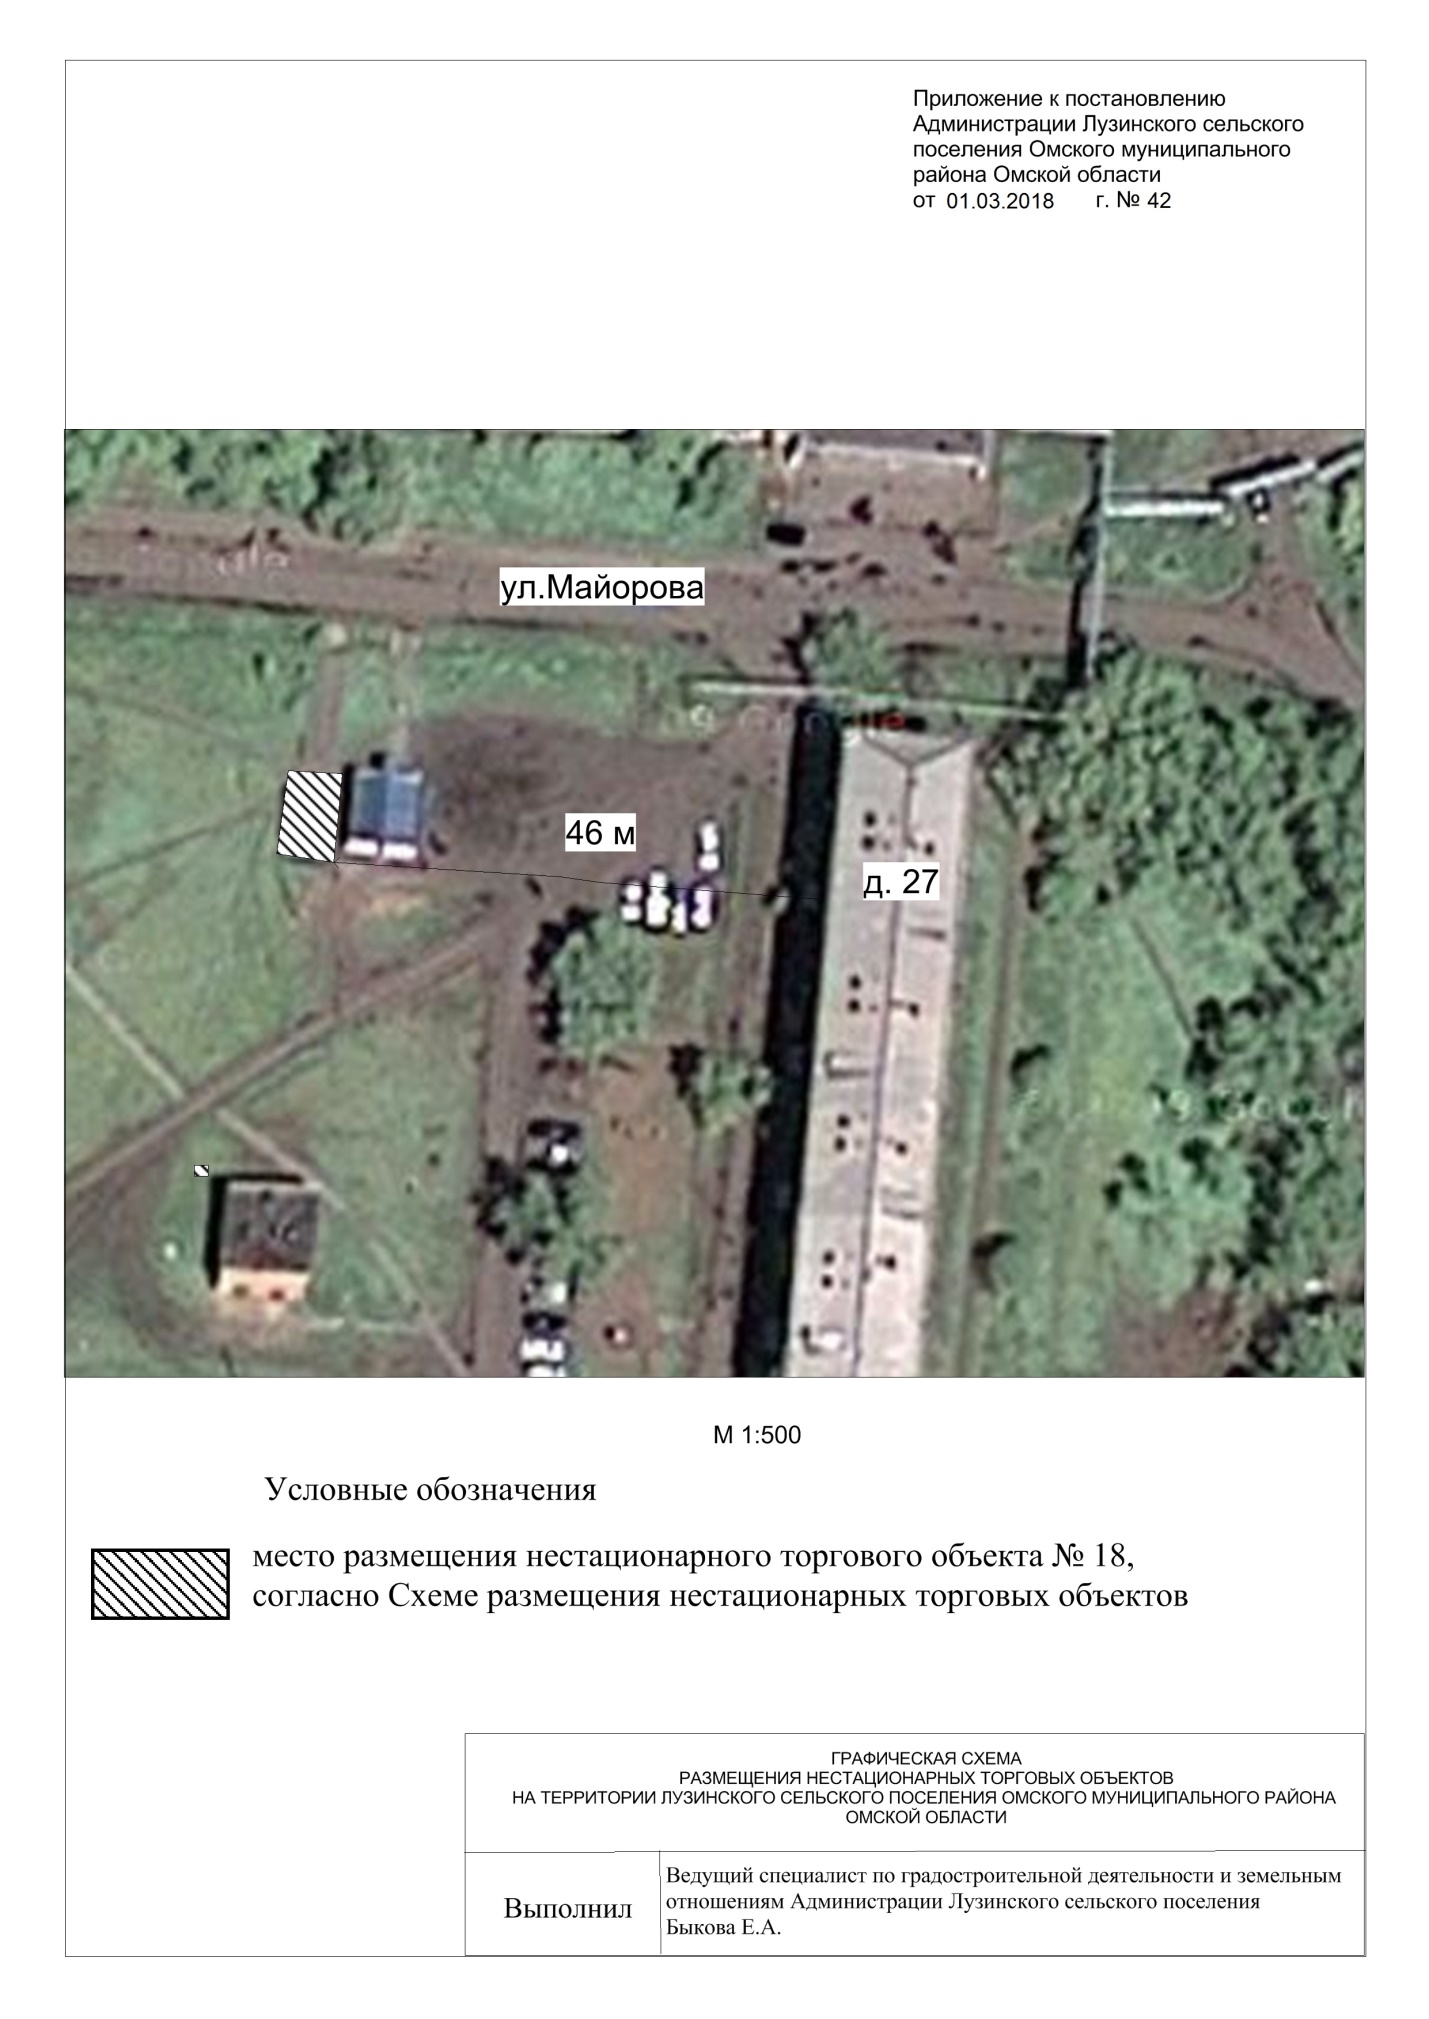 Приложение к постановлению
Администрации Лузинского сельского
поселения Омского муниципального
района Омской области
от 01.03.2018 г. № 42
ул.Майорова
46 м
д. 27
М 1:500
Условные обозначения
место размещения нестационарного торгового объекта № 18,
согласно Схеме размещения нестационарных торговых объектов
ГРАФИЧЕСКАЯ СХЕМА
РАЗМЕЩЕНИЯ НЕСТАЦИОНАРНЫХ ТОРГОВЫХ ОБЪЕКТОВ
НА ТЕРРИТОРИИ ЛУЗИНСКОГО СЕЛЬСКОГО ПОСЕЛЕНИЯ ОМСКОГО МУНИЦИПАЛЬНОГО РАЙОНА
ОМСКОЙ ОБЛАСТИ
Выполнил
Ведущий специалист по градостроительной деятельности и земельным
отношениям Администрации Лузинского сельского поселения
Быкова Е.А.